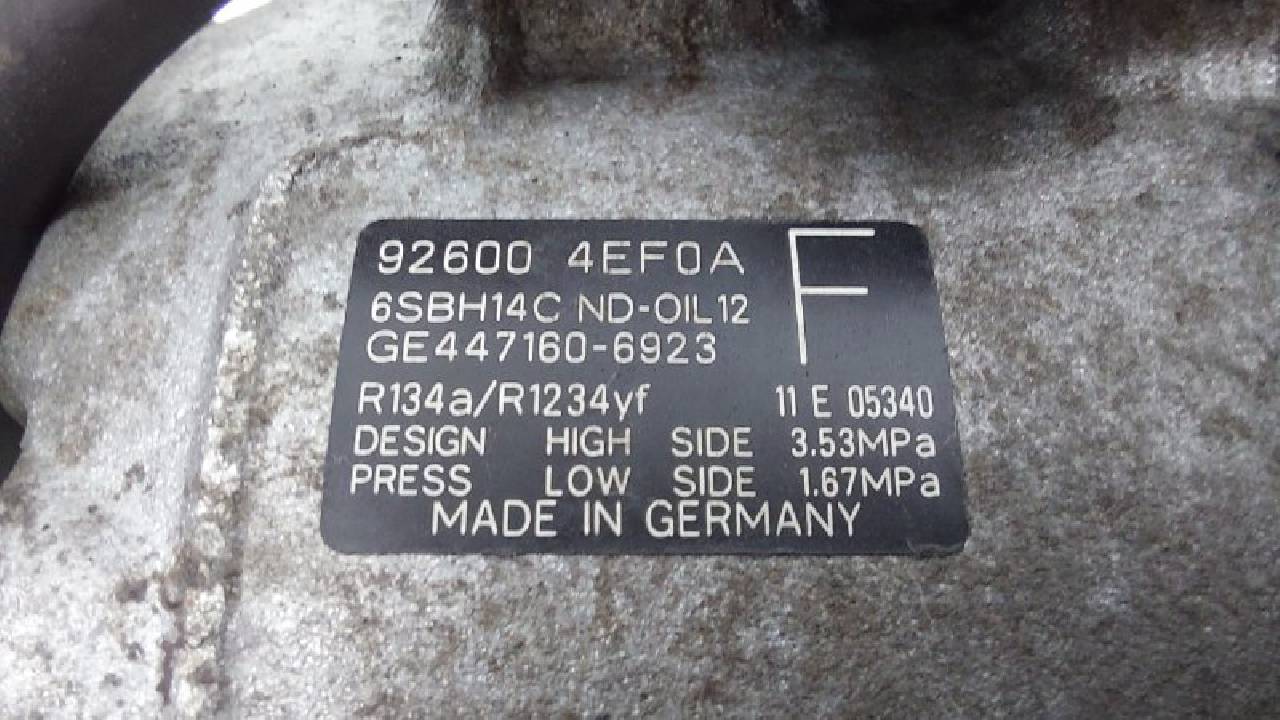 92600 4EF0A F
6SBH14C ND-OIL12
GE447160-6923
R134a/R1234yf 11 E 05340
DESIGN HIGH SIDE 3.53MPa
PRESS LOW SIDE 1.67MPa
MADE IN GERMANY